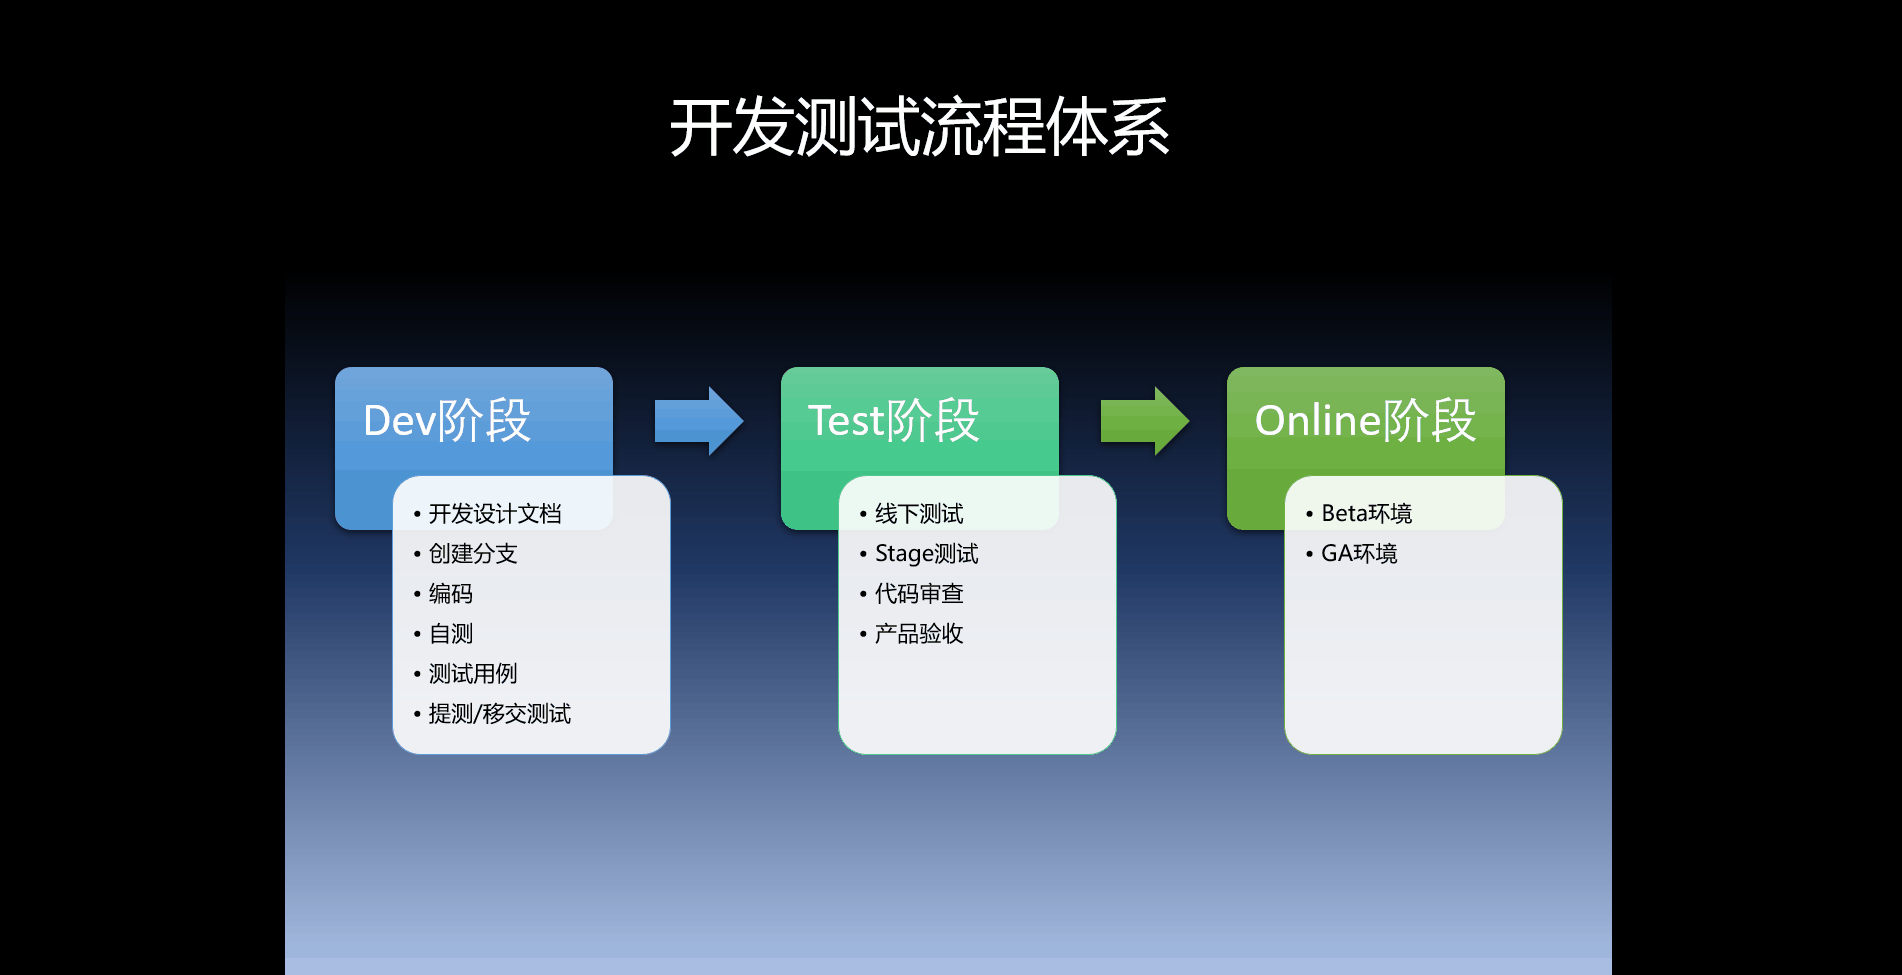 开发测试流程体系
Dev阶段
• 开发设计文档
• 创建分支
• 编码
• 自测
• 测试用例
• 提测/移交测试
Test阶段
• 线下测试
• Stage测试
• 代码审查
• 产品验收
Online阶段
• Beta环境
• GA环境